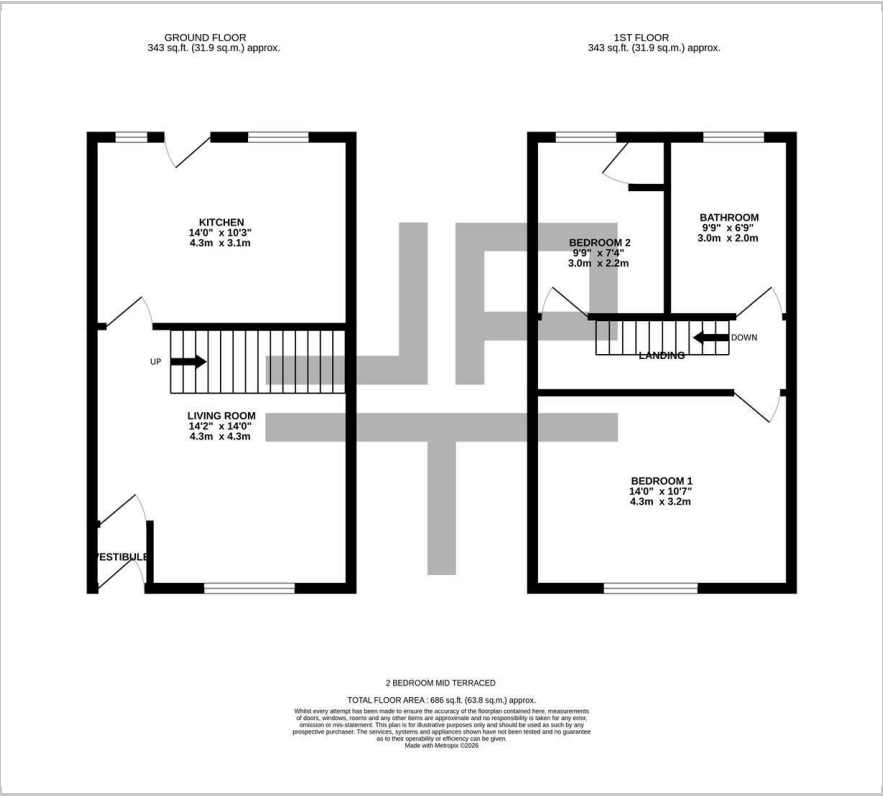 GROUND FLOOR
343 sq.ft. (31.9 sq.m.) approx.
1ST FLOOR
343 sq.ft. (31.9 sq.m.) approx.
KITCHEN
14'0" x 10'3"
4.3m x 3.1m
UP
LIVING ROOM
14'2" x 14'0"
4.3m x 4.3m
VESTIBULE
BEDROOM 2
9'9" x 7'4"
3.0m x 2.2m
BATHROOM
9'9" x 6'9"
3.0m x 2.0m
DOWN
LANDING
BEDROOM 1
14'0" x 10'7"
4.3m x 3.2m
2 BEDROOM MID TERRACED
TOTAL FLOOR AREA : 686 sq.ft. (63.8 sq.m.) approx.
Whilst every attempt has been made to ensure the accuracy of the floorplan contained here, measurements
of doors, windows, rooms and any other items are approximate and no responsibility is taken for any error,
omission or mis-statement. This plan is for illustrative purposes only and should be used as such by any
prospective purchaser. The services, systems and appliances shown have not been tested and no guarantee
as to their operability or efficiency can be given.
Made with Metropix ©2026